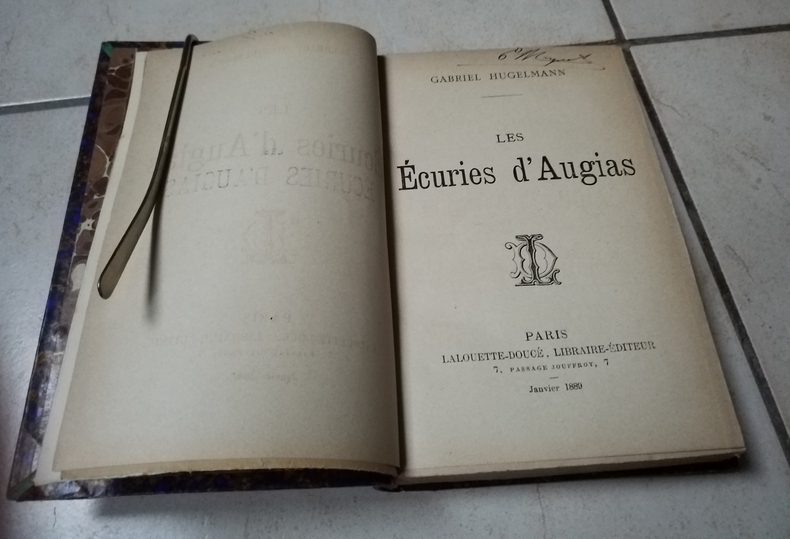 GABRIEL HUGELMANN
LES
Écuries d'Augias
PARIS
LALOUETTE-DOUCÉ, LIBRAIRE-ÉDITEUR
7, PASSAGE JOUFFROY, 7
Janvier 1889